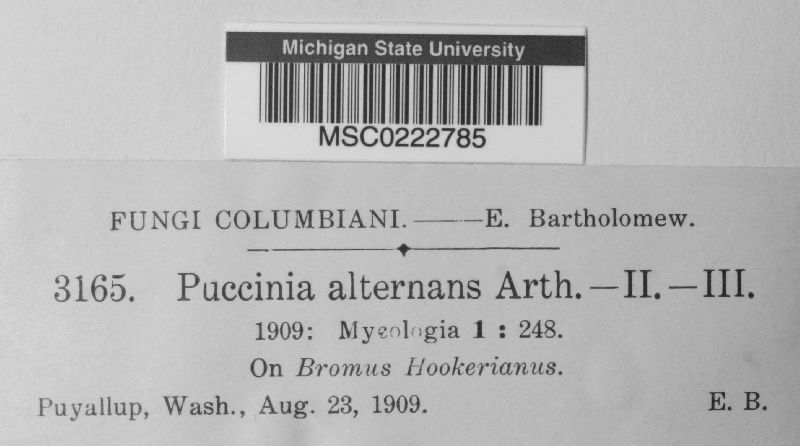 Michigan State University
MSC0222785
FUNGI COLUMBIANI.——E. Bartholomew.
3165. Puccinia alternans Arth.—II.—III.
1909: Mycologia 1 : 248.
On Bromus Hookerianus.
Puyallup, Wash., Aug. 23, 1909. E. B.